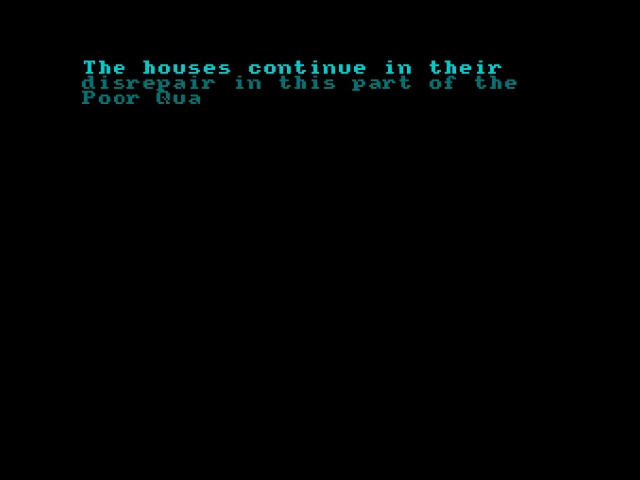 The houses continue in their
disrepair in this part of the
Poor Qua